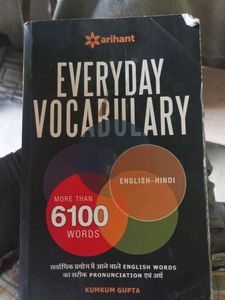 arihant
EVERYDAY
VOCABULARY
ENGLISH–HINDI
MORE THAN
6100
WORDS
सर्वाधिक प्रयोग में आने वाले ENGLISH WORDS
का सटीक PRONUNCIATION एवं अर्थ
KUMKUM GUPTA